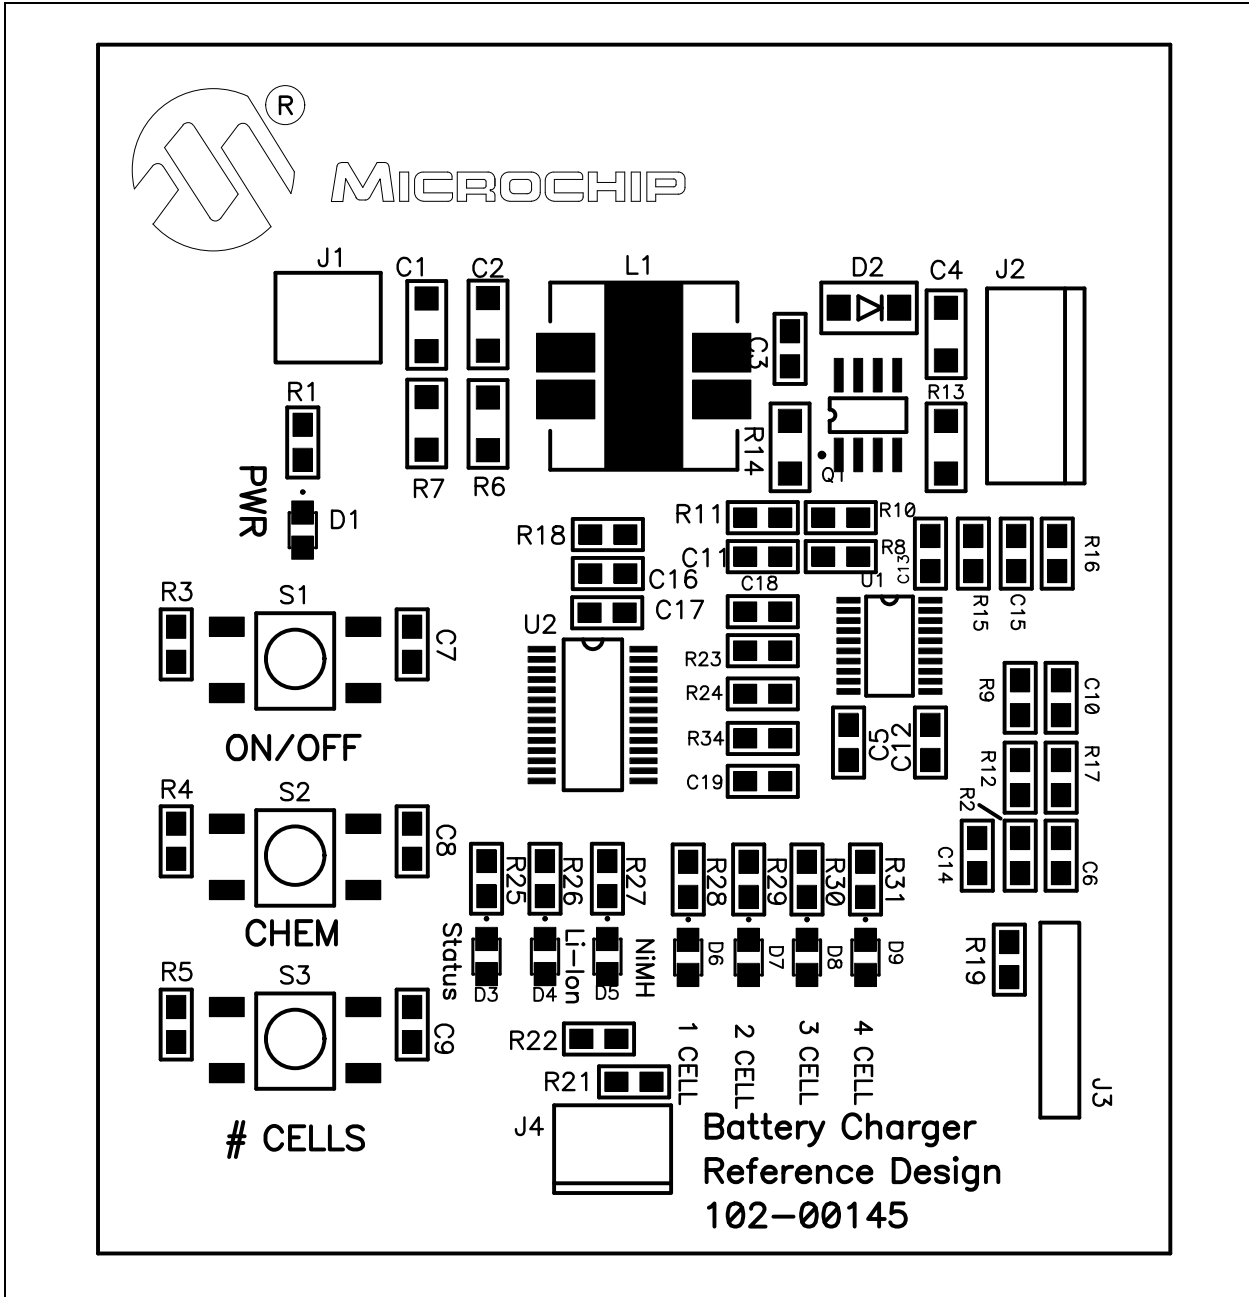 ®
MICROCHIP
J1
C1
C2
L1
D2
C4
J2
C3
R1
R13
R14
Q1
R7
R6
PWR
D1
R18
R11
R10
C11
R8
C16
C17
C18
U1
C13
R15
C15
R16
R3
S1
C7
U2
R23
R24
R34
C19
R9
C10
C5
C12
ON/OFF
R12
R17
R2
R4
S2
C8
C14
C6
CHEM
R25
R26
R27
R28
R29
R30
R31
Status
D3
Li-Ion
D4
D5
NiMH
D6
D7
D8
D9
R19
R5
S3
C9
R22
R21
1 CELL
2 CELL
3 CELL
4 CELL
J3
J4
# CELLS
Battery Charger
Reference Design
102-00145